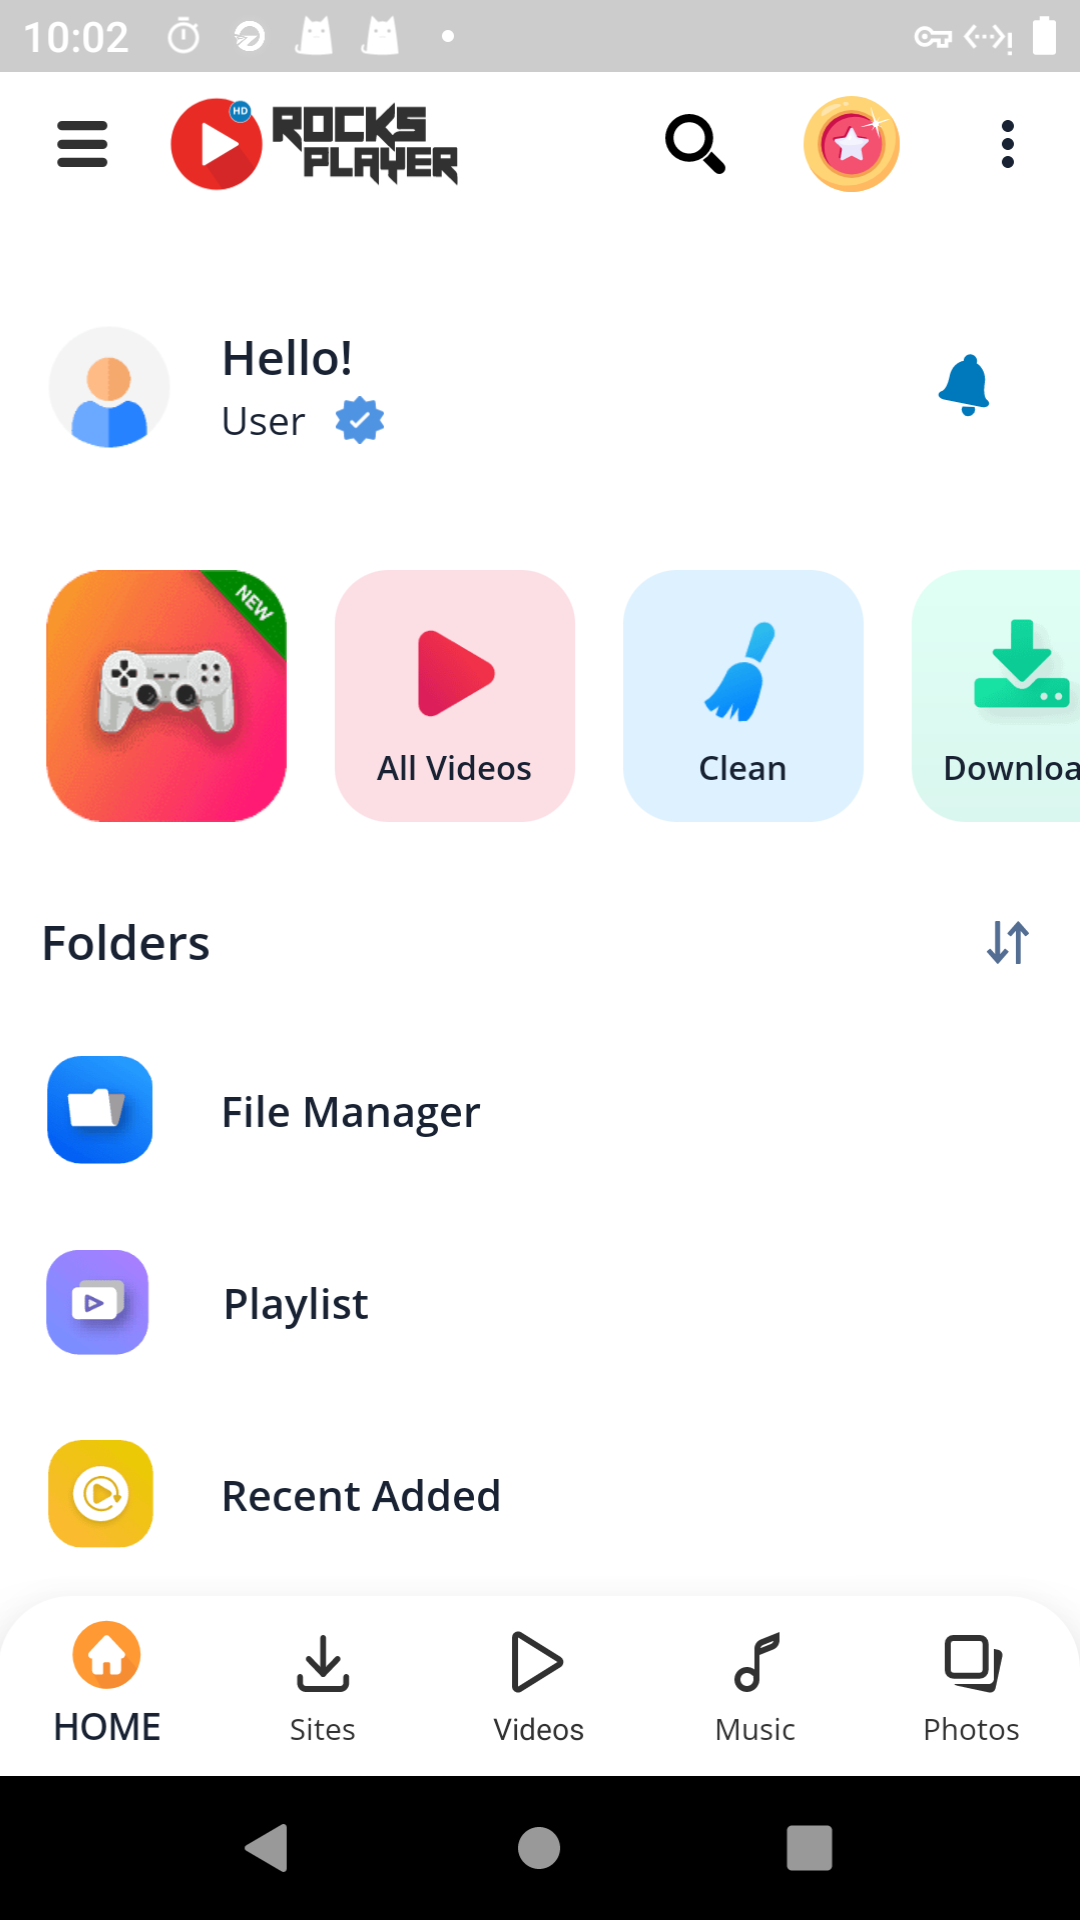 10:02
HD
ROCKS
PLAYER
Hello!
User
NEW
All Videos
Clean
Downloa
Folders
File Manager
Playlist
Recent Added
HOME
Sites
Videos
Music
Photos